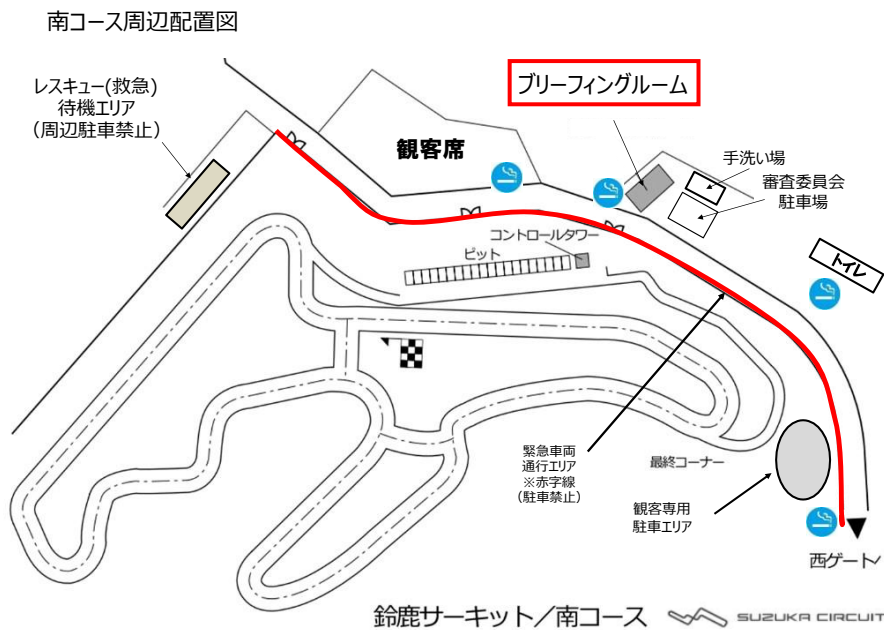 南コース周辺配置図
レスキュー(救急)
待機エリア
(周辺駐車禁止)
ブリーフィングルーム
観客席
手洗い場
審査委員会
駐車場
コントロールタワー
ピット
トイレ
緊急車両
通行エリア
※赤字線
(駐車禁止)
最終コーナー
観客専用
駐車エリア
西ゲート
鈴鹿サーキット/南コース
SUZUKA CIRCUIT